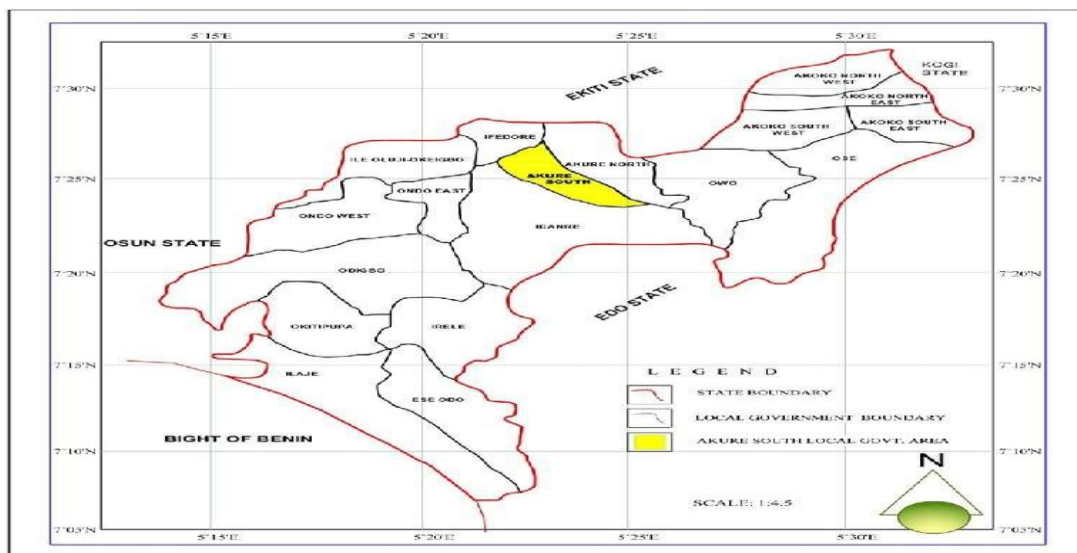 5°15'E 5°20'E 5°25'E 5°30'E
KOGI
STATE
AKOKO NORTH
WEST
7°30'N 7°30'N
EKITI STATE
AKOKO NORTH
EAST
AKOKO SOUTH
WEST
AKOKO SOUTH
EAST
IFEDORE
ILE OLUJI-OKEIGBO
AKURE NORTH
OSE
AKURE
SOUTH
7°25'N 7°25'N
OWO
ONDO EAST
ONDO WEST
IDANRE
OSUN STATE
7°20'N 7°20'N
ODIGBO
EDO STATE
OKITIPUPA
IRELE
7°15'N 7°15'N
ILAJE
LEGEND
STATE BOUNDARY
ESE ODO
LOCAL GOVERNMENT BOUNDARY
BIGHT OF BENIN
AKURE SOUTH LOCAL GOVT. AREA
7°10'N 7°10'N
N
SCALE: 1:4.5
7°05'N 7°05'N
5°15'E 5°20'E 5°25'E 5°30'E